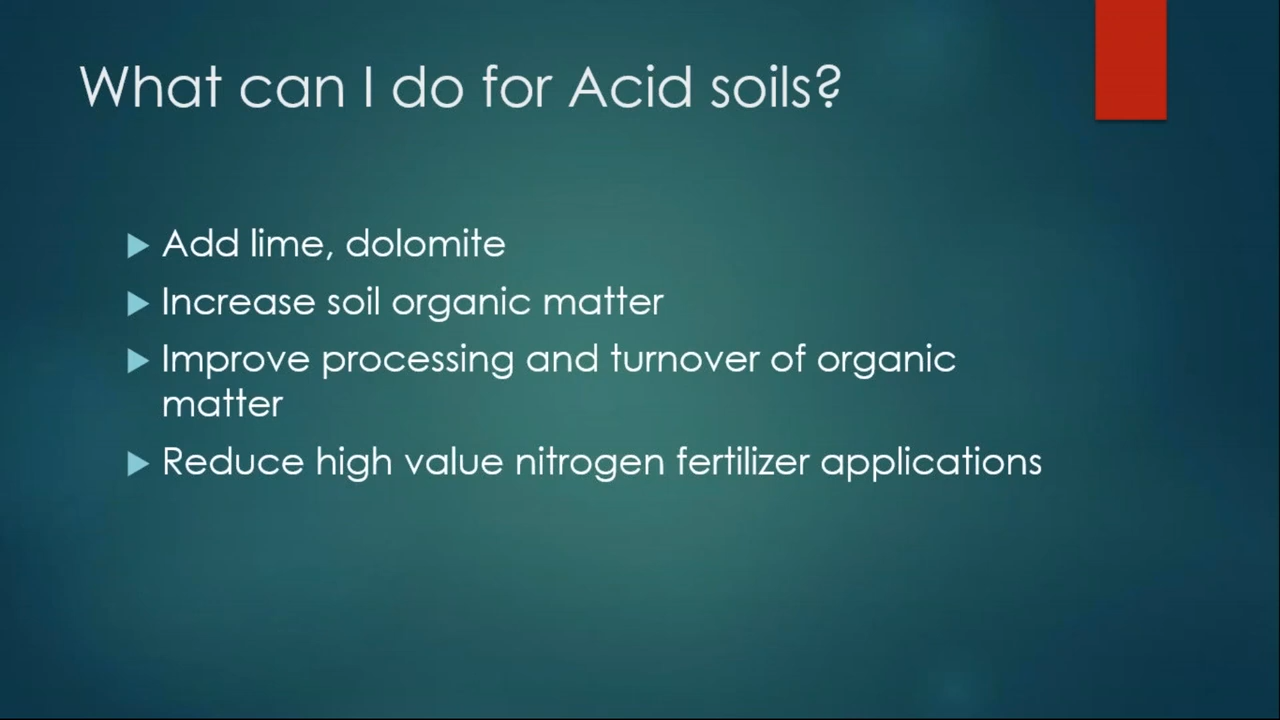 What can I do for Acid soils?
Add lime, dolomite
Increase soil organic matter
Improve processing and turnover of organic
matter
Reduce high value nitrogen fertilizer applications